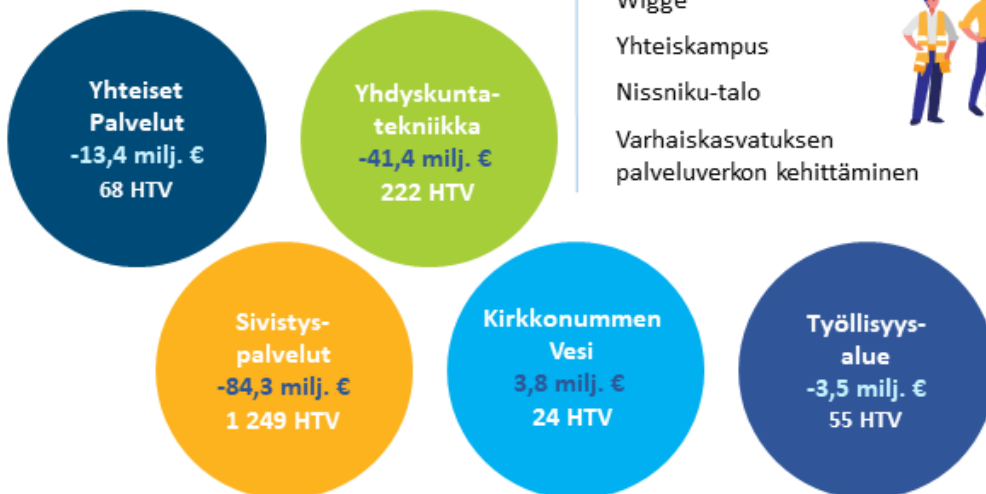 Wigge
Yhteiskampus
Nissniku-talo
Varhaiskasvatuksen
palveluverkon kehittäminen
Yhteiset
Palvelut
-13,4 milj. €
68 HTV
Yhdyskunta-
tekniikka
-41,4 milj. €
222 HTV
Sivistys-
palvelut
-84,3 milj. €
1 249 HTV
Kirkkonummen
Vesi
3,8 milj. €
24 HTV
Työllisyys-
alue
-3,5 milj. €
55 HTV